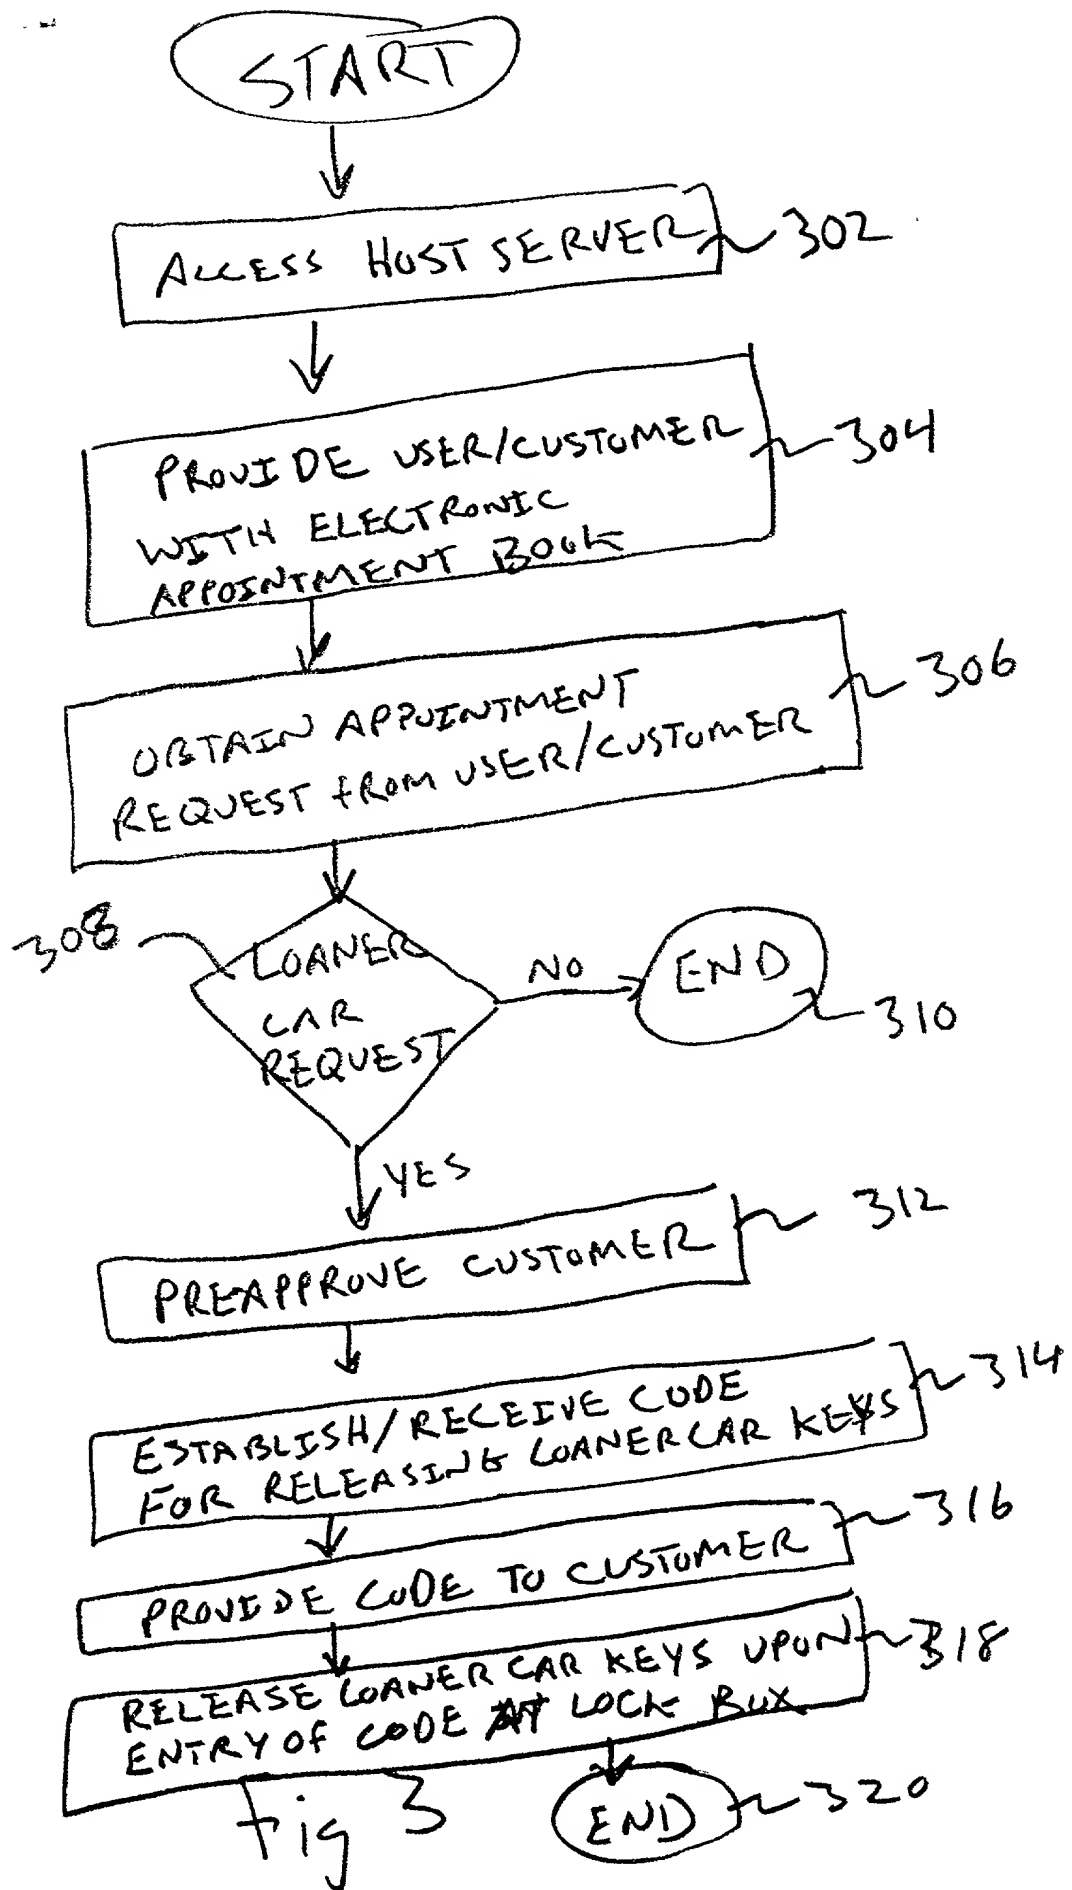 START
ACCESS HOST SERVER
302
PROVIDE USER/CUSTOMER
WITH ELECTRONIC
APPOINTMENT BOOK
304
OBTAIN APPOINTMENT
REQUEST FROM USER/CUSTOMER
306
308
LOANER
CAR
REQUEST
NO
END
310
YES
PREAPPROVE CUSTOMER
312
ESTABLISH/RECEIVE CODE
FOR RELEASING LOANER CAR KEYS
314
PROVIDE CODE TO CUSTOMER
316
RELEASE LOANER CAR KEYS UPON
ENTRY OF CODE AT LOCK BOX
318
END
320
Fig 3